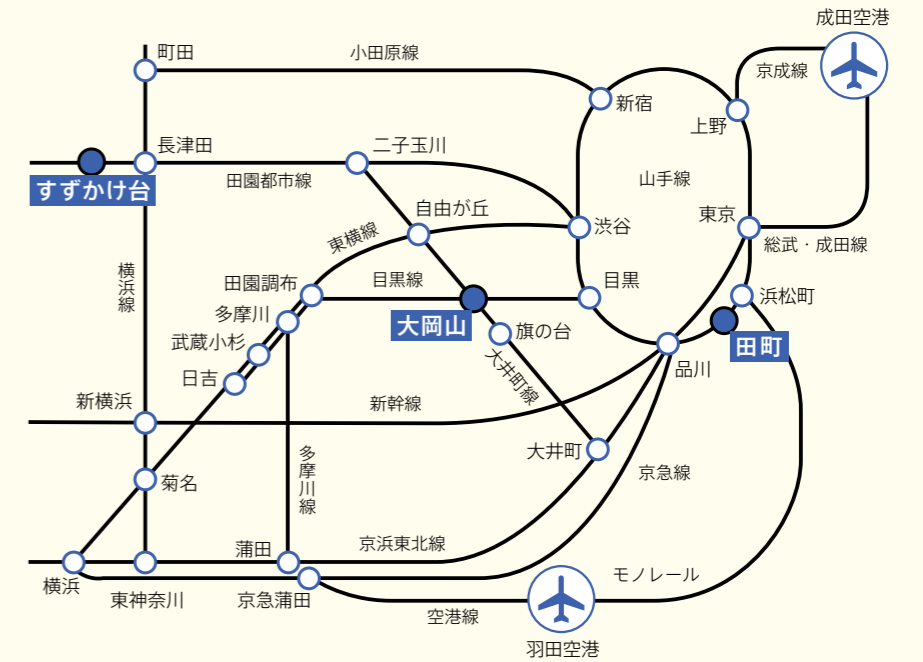 成田空港
町田
小田原線
京成線
新宿
上野
長津田
二子玉川
すずかけ台
田園都市線
山手線
自由が丘
東京
東横線
渋谷
総武・成田線
横浜線
田園調布
目黒線
目黒
浜松町
多摩川
大岡山
旗の台
武蔵小杉
田町
日吉
大井町線
品川
新横浜
新幹線
大井町
多摩川線
京急線
菊名
蒲田
京浜東北線
横浜
東神奈川
京急蒲田
モノレール
空港線
羽田空港